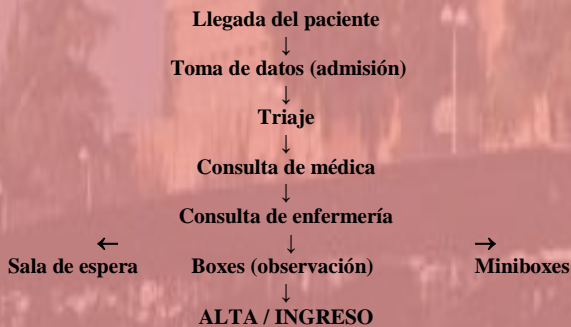 Llegada del paciente
↓
Toma de datos (admisión)
↓
Triaje
↓
Consulta de médica
↓
Consulta de enfermería
← ↓ →
Sala de espera Boxes (observación) Miniboxes
↓
ALTA / INGRESO